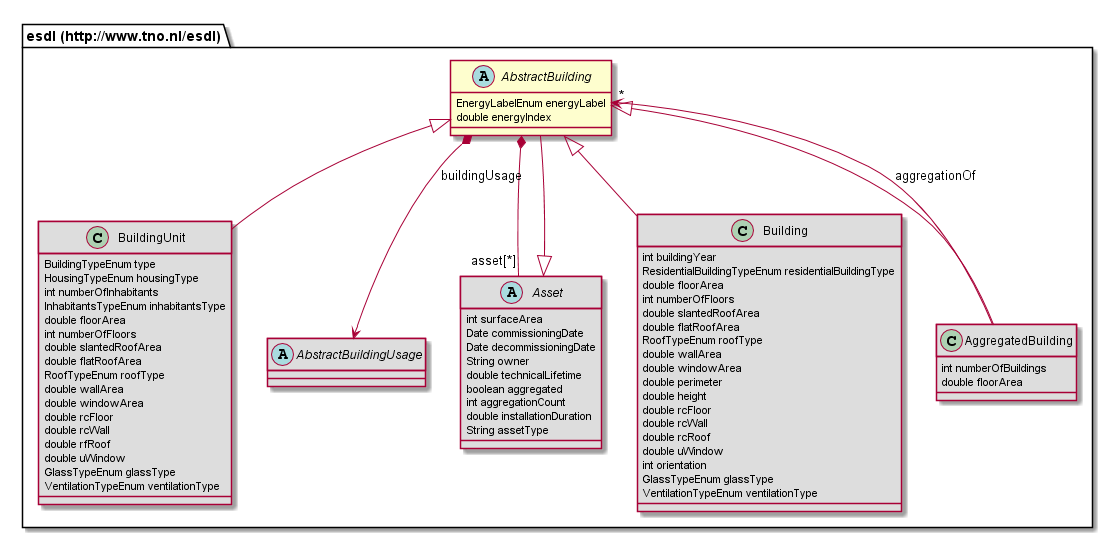 esdl (http://www.tno.nl/esdl)
A AbstractBuilding
EnergyLabelEnum energyLabel
double energyIndex
*
buildingUsage
aggregationOf
asset[*]
C BuildingUnit
BuildingTypeEnum type
HousingTypeEnum housingType
int numberOfInhabitants
InhabitantsTypeEnum inhabitantsType
double floorArea
int numberOfFloors
double slantedRoofArea
double flatRoofArea
RoofTypeEnum roofType
double wallArea
double windowArea
double rcFloor
double rcWall
double rfRoof
double uWindow
GlassTypeEnum glassType
VentilationTypeEnum ventilationType
A AbstractBuildingUsage
A Asset
int surfaceArea
Date commissioningDate
Date decommissioningDate
String owner
double technicalLifetime
boolean aggregated
int aggregationCount
double installationDuration
String assetType
C Building
int buildingYear
ResidentialBuildingTypeEnum residentialBuildingType
double floorArea
int numberOfFloors
double slantedRoofArea
double flatRoofArea
RoofTypeEnum roofType
double wallArea
double windowArea
double perimeter
double height
double rcFloor
double rcWall
double rcRoof
double uWindow
int orientation
GlassTypeEnum glassType
VentilationTypeEnum ventilationType
C AggregatedBuilding
int numberOfBuildings
double floorArea